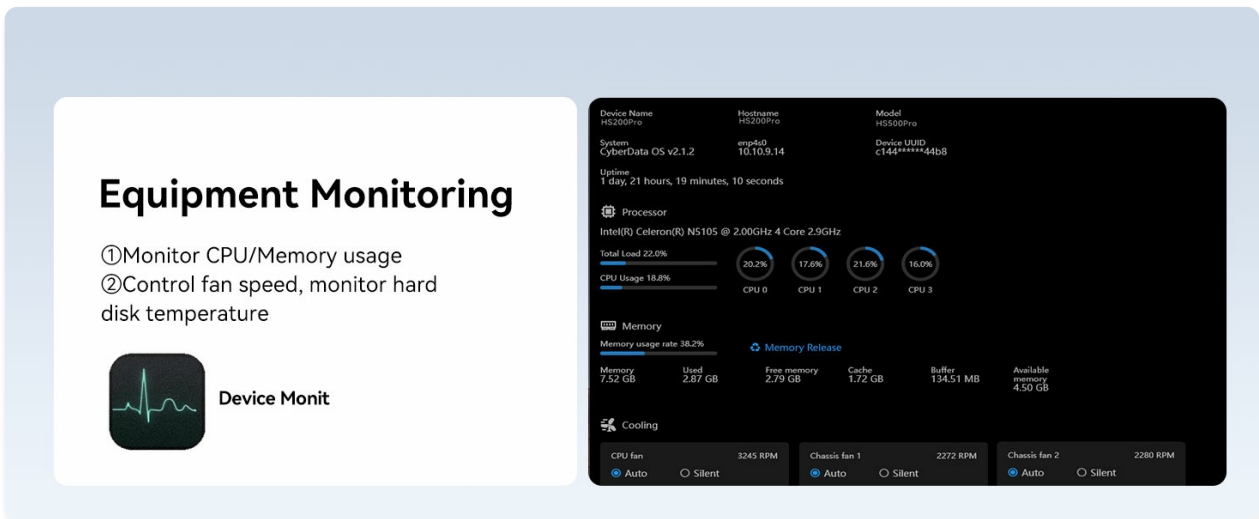 Equipment Monitoring
①Monitor CPU/Memory usage
②Control fan speed, monitor hard
disk temperature
Device Monit
Device Name Hostname Model
HS200Pro HS200Pro HS500Pro
System enp4s0 Device UUID
CyberData OS v2.1.2 10.10.9.14 c144******44b8
Uptime
1 day, 21 hours, 19 minutes, 10 seconds
Processor
Intel(R) Celeron(R) N5105 @ 2.00GHz 4 Core 2.9GHz
Total Load 22.0%
20.2% 17.6% 21.6% 16.0%
CPU Usage 18.8%
CPU 0 CPU 1 CPU 2 CPU 3
Memory
Memory usage rate 38.2% Memory Release
Memory Used Free memory Cache Buffer Available
memory
7.52 GB 2.87 GB 2.79 GB 1.72 GB 134.51 MB 4.50 GB
Cooling
CPU fan 3245 RPM Chassis fan 1 2272 RPM Chassis fan 2 2280 RPM
Auto Silent Auto Silent Auto Silent